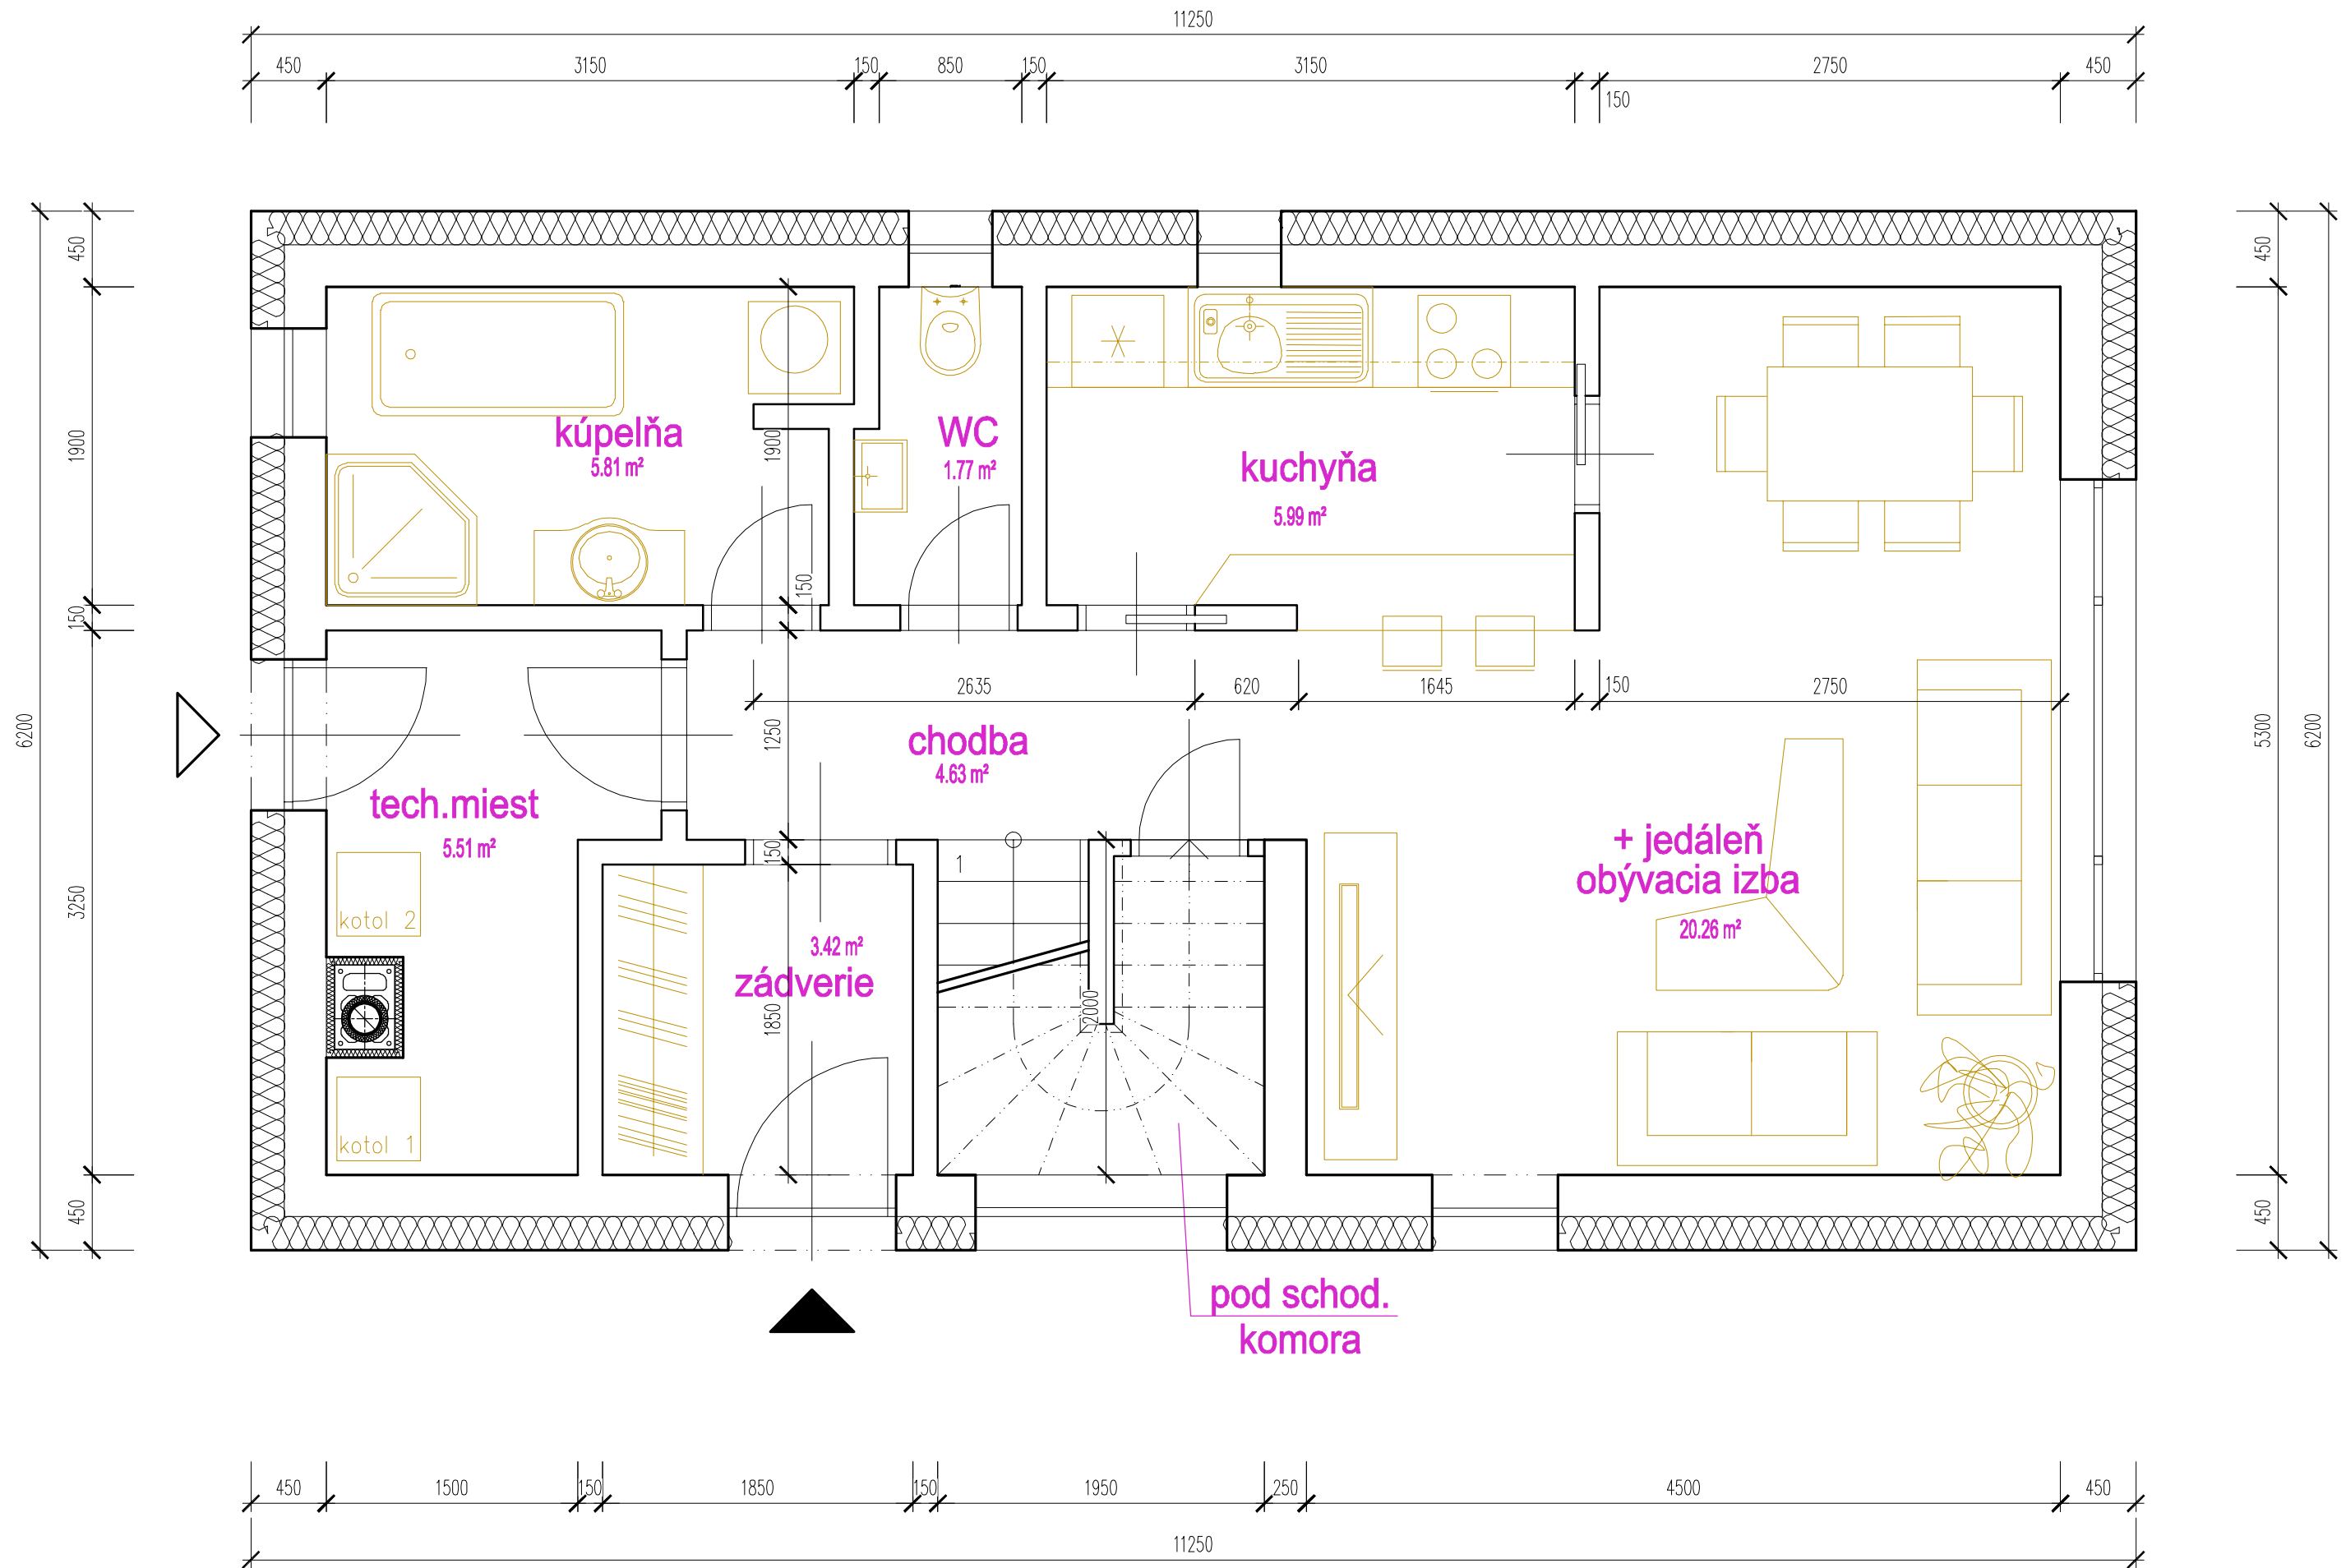 11250
450 3150 150 850 150 3150 150 2750 450
450
1900
150
3250
450
6200
450
5300
450
6200
kúpelňa
5.81 m²
1900
150
WC
1.77 m²
kuchyňa
5.99 m²
2635 620 1645 150 2750
1250
chodba
4.63 m²
tech.miest
5.51 m²
150
1
kotol 2
3.42 m²
zádverie
1850
2000
+ jedáleň
obývacia izba
20.26 m²
kotol 1
pod schod.
komora
450 1500 150 1850 150 1950 250 4500 450
11250